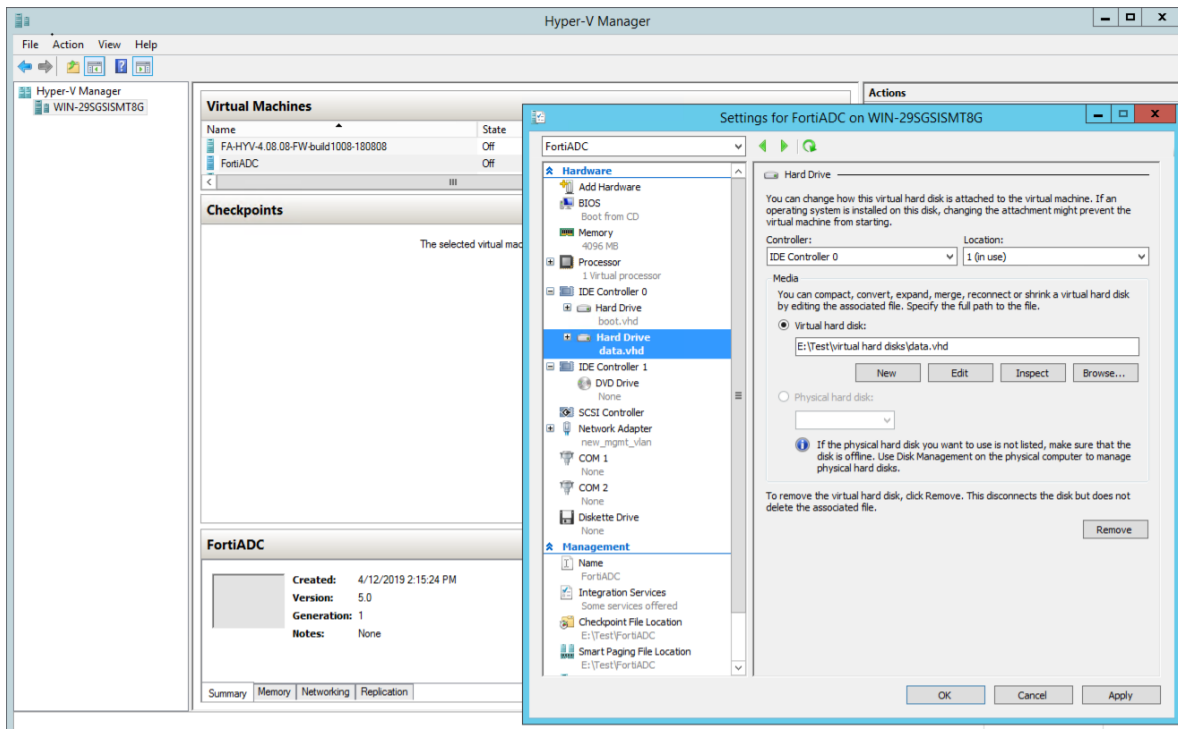 Hyper-V Manager
File Action View Help
Hyper-V Manager
WIN-29SGSISMT8G
Virtual Machines
Name State
FA-HYV-4.08.08-FW-build1008-180808 Off
FortiADC Off
Checkpoints
The selected virtual mac
FortiADC
Created: 4/12/2019 2:15:24 PM
Version: 5.0
Generation: 1
Notes: None
Summary Memory Networking Replication
Actions
Settings for FortiADC on WIN-29SGSISMT8G
FortiADC
Hardware
Add Hardware
BIOS
Boot from CD
Memory
4096 MB
Processor
1 Virtual processor
IDE Controller 0
Hard Drive
boot.vhd
Hard Drive
data.vhd
IDE Controller 1
DVD Drive
None
SCSI Controller
Network Adapter
new_mgmt_vlan
COM 1
None
COM 2
None
Diskette Drive
None
Management
Name
FortiADC
Integration Services
Some services offered
Checkpoint File Location
E:\Test\FortiADC
Smart Paging File Location
E:\Test\FortiADC
Hard Drive
You can change how this virtual hard disk is attached to the virtual machine. If an
operating system is installed on this disk, changing the attachment might prevent the
virtual machine from starting.
Controller: Location:
IDE Controller 0 1 (in use)
Media
You can compact, convert, expand, merge, reconnect or shrink a virtual hard disk
by editing the associated file. Specify the full path to the file.
Virtual hard disk:
E:\Test\virtual hard disks\data.vhd
New Edit Inspect Browse...
Physical hard disk:
If the physical hard disk you want to use is not listed, make sure that the
disk is offline. Use Disk Management on the physical computer to manage
physical hard disks.
To remove the virtual hard disk, click Remove. This disconnects the disk but does not
delete the associated file.
Remove
OK Cancel Apply